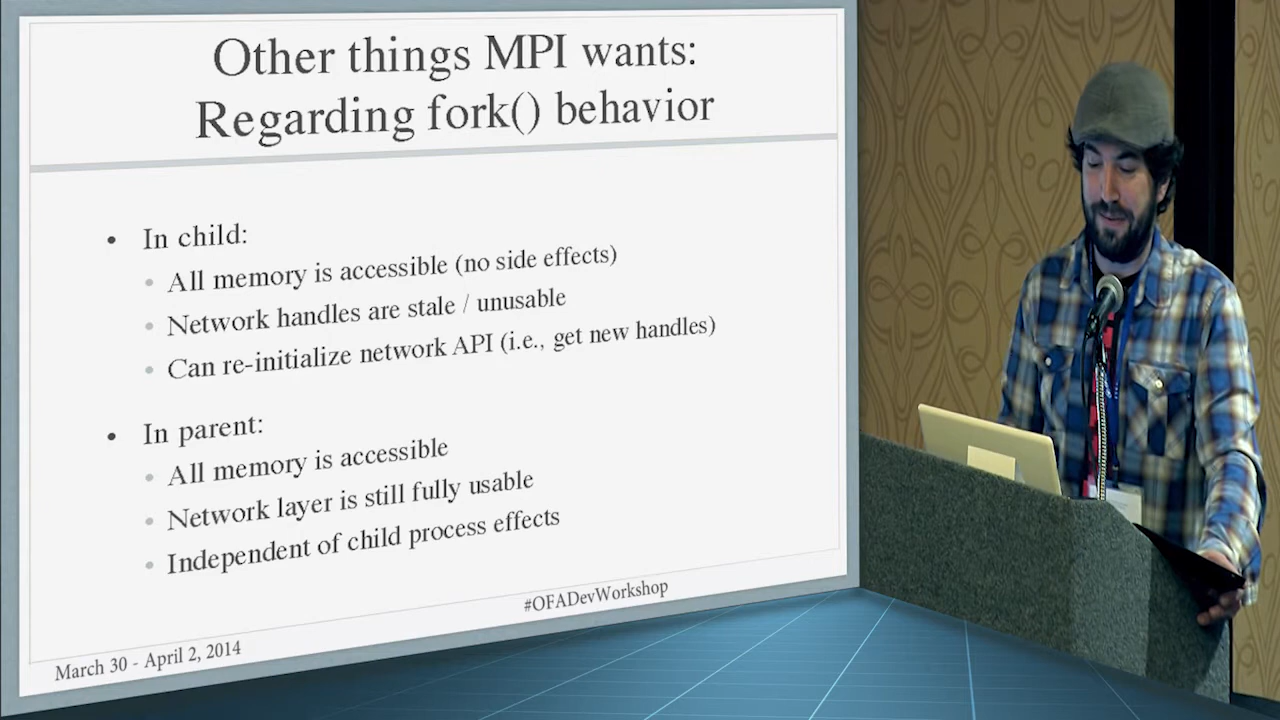 Other things MPI wants:
Regarding fork() behavior
• In child:
• All memory is accessible (no side effects)
• Network handles are stale / unusable
• Can re-initialize network API (i.e., get new handles)
• In parent:
• All memory is accessible
• Network layer is still fully usable
• Independent of child process effects
March 30 - April 2, 2014
#OFADevWorkshop